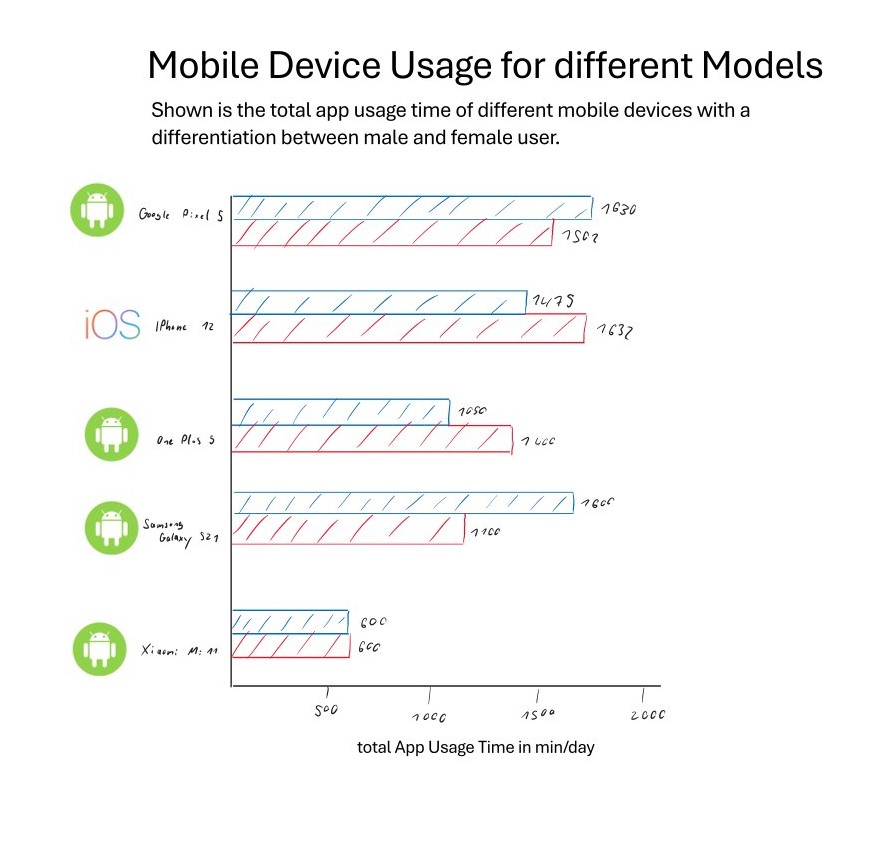 Mobile Device Usage for different Models
Shown is the total app usage time of different mobile devices with a
differentiation between male and female user.
Google Pixel 5
1630
1502
iOS
IPhone 12
1475
1632
One Plus 5
1050
1400
Samsung
Galaxy S21
1600
1100
Xiaomi Mi 11
600
600
500
1000
1500
2000
total App Usage Time in min/day